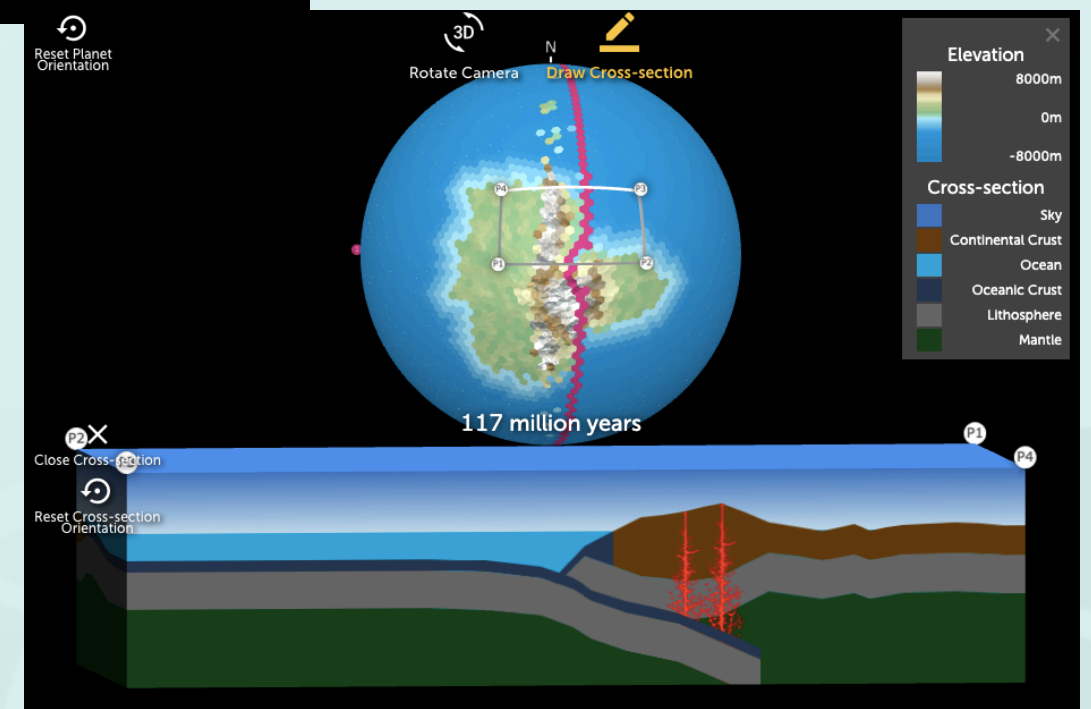 Reset Planet
Orientation
3D
Rotate Camera
Draw Cross-section
N
P4
P3
P1
P2
117 million years
Elevation
8000m
0m
-8000m
Cross-section
Sky
Continental Crust
Ocean
Oceanic Crust
Lithosphere
Mantle
P2
Close Cross-section
P1
P4
Reset Cross-section
Orientation